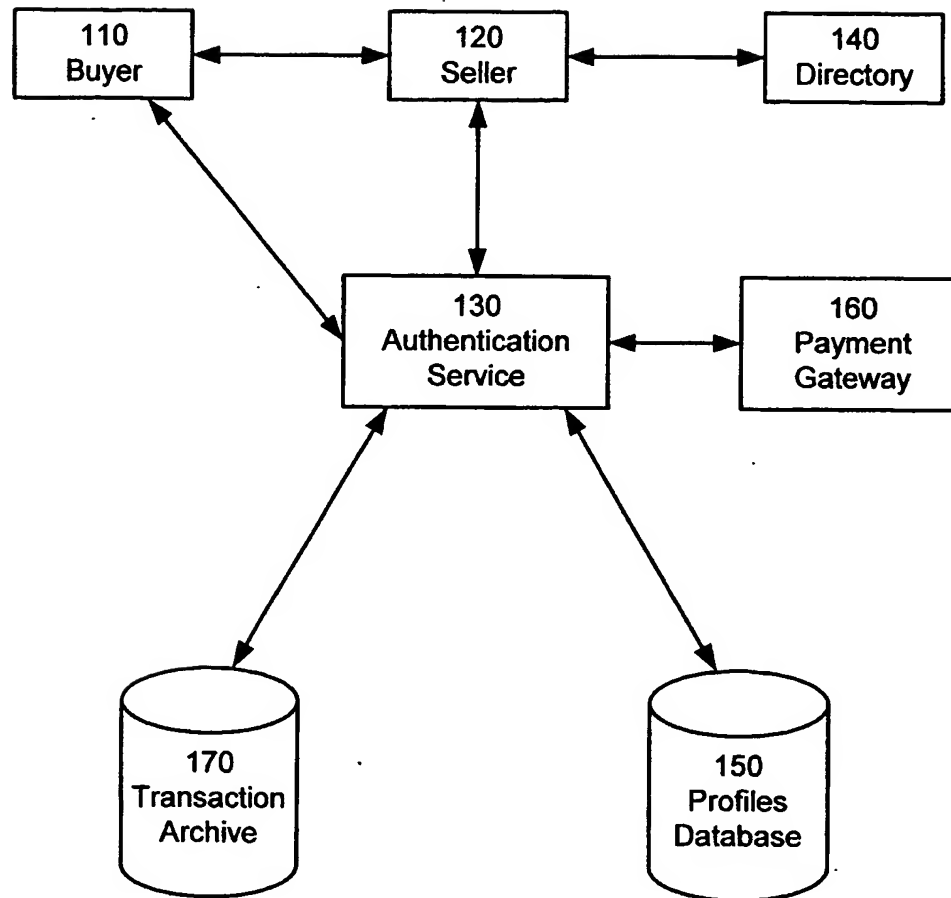 110
Buyer
120
Seller
140
Directory
130
Authentication
Service
160
Payment
Gateway
170
Transaction
Archive
150
Profiles
Database